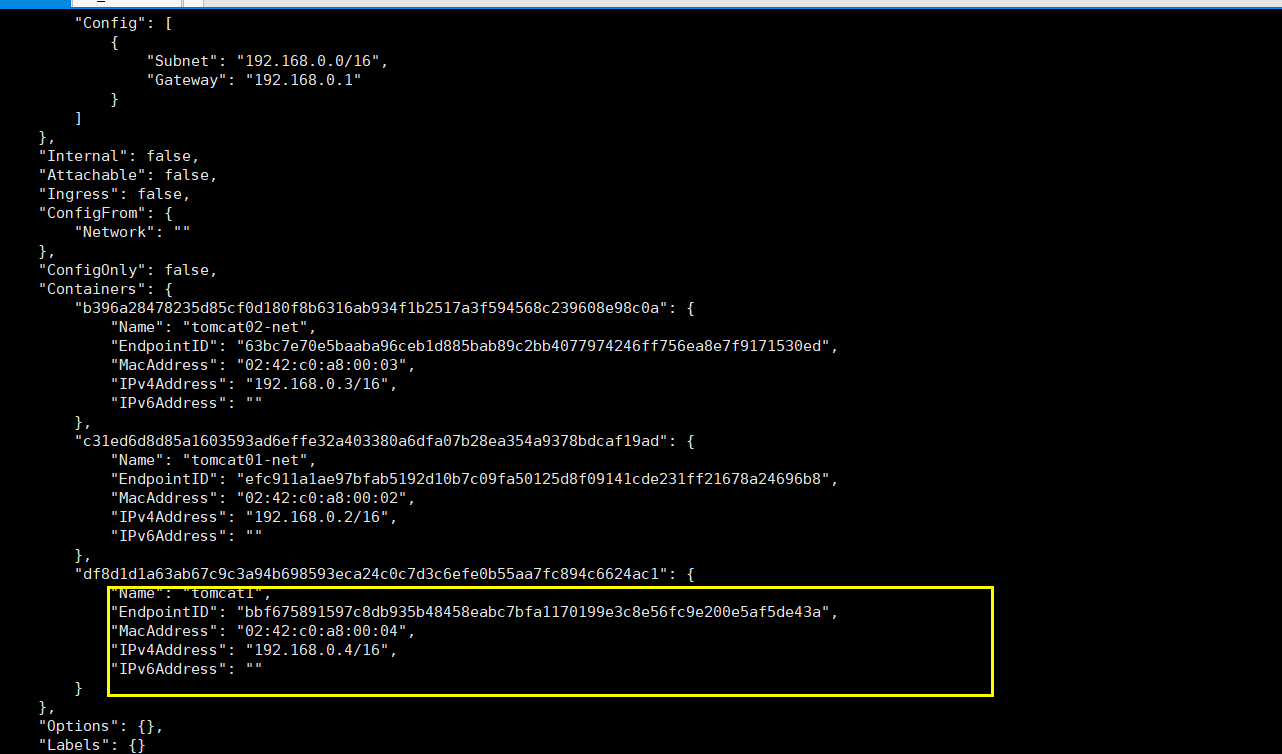 "Config": [
{
"Subnet": "192.168.0.0/16",
"Gateway": "192.168.0.1"
}
]
},
"Internal": false,
"Attachable": false,
"Ingress": false,
"ConfigFrom": {
"Network": ""
},
"ConfigOnly": false,
"Containers": {
"b396a28478235d85cf0d180f8b6316ab934f1b2517a3f594568c239608e98c0a": {
"Name": "tomcat02-net",
"EndpointID": "63bc7e70e5baaba96ceb1d885bab89c2bb4077974246ff756ea8e7f9171530ed",
"MacAddress": "02:42:c0:a8:00:03",
"IPv4Address": "192.168.0.3/16",
"IPv6Address": ""
},
"c31ed6d8d85a1603593ad6effe32a403380a6dfa07b28ea354a9378bdcaf19ad": {
"Name": "tomcat01-net",
"EndpointID": "efc911a1ae97bfab5192d10b7c09fa50125d8f09141cde231ff21678a24696b8",
"MacAddress": "02:42:c0:a8:00:02",
"IPv4Address": "192.168.0.2/16",
"IPv6Address": ""
},
"df8d1d1a63ab67c9c3a94b698593eca24c0c7d3c6efe0b55aa7fc894c6624ac1": {
"Name": "tomcat1",
"EndpointID": "bbf675891597c8db935b48458eabc7bfa1170199e3c8e56fc9e200e5af5de43a",
"MacAddress": "02:42:c0:a8:00:04",
"IPv4Address": "192.168.0.4/16",
"IPv6Address": ""
}
},
"Options": {},
"Labels": {}